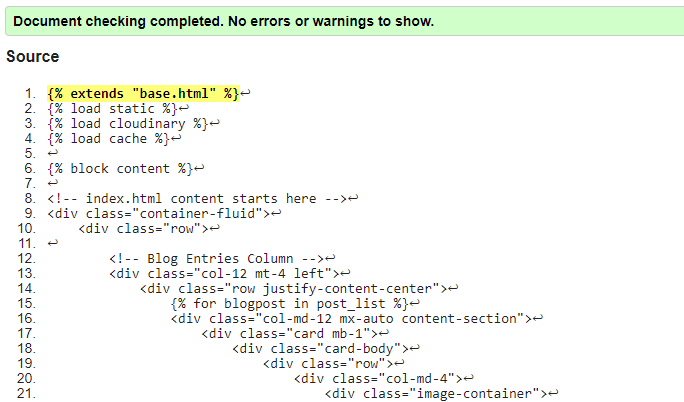 Document checking completed. No errors or warnings to show.
Source
1. {% extends "base.html" %}↩
2. {% load static %}↩
3. {% load cloudinary %}↩
4. {% load cache %}↩
5. ↩
6. {% block content %}↩
7. ↩
8. <!-- index.html content starts here -->↩
9. <div class="container-fluid">↩
10.     <div class="row">↩
11. ↩
12.         <!-- Blog Entries Column -->↩
13.         <div class="col-12 mt-4 left">↩
14.             <div class="row justify-content-center">↩
15.                 {% for blogpost in post_list %}↩
16.                 <div class="col-md-12 mx-auto content-section">↩
17.                     <div class="card mb-1">↩
18.                         <div class="card-body">↩
19.                             <div class="row">↩
20.                                 <div class="col-md-4">↩
21.                                     <div class="image-container">↩